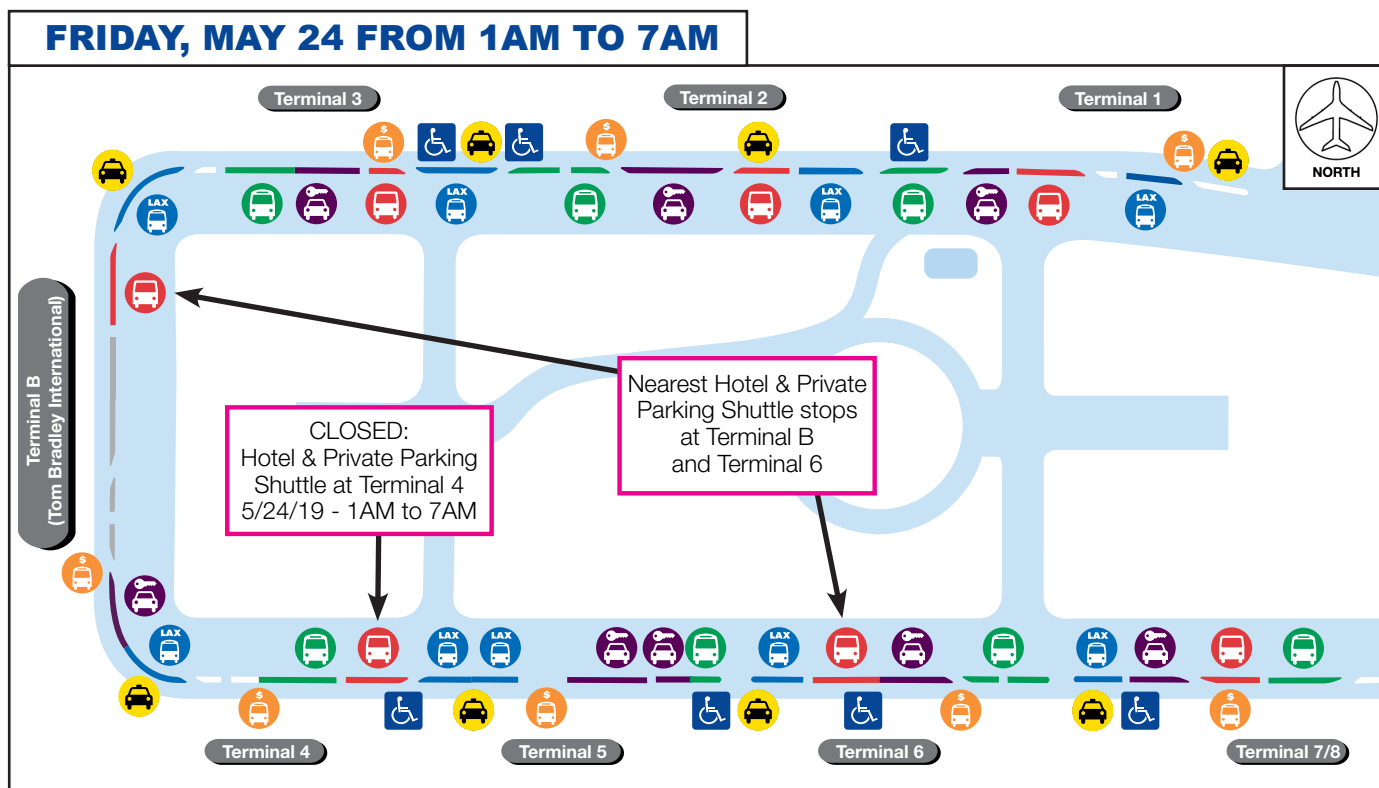 FRIDAY, MAY 24 FROM 1AM TO 7AM
Terminal 3
Terminal 2
Terminal 1
NORTH
$
$
$
LAX
LAX
LAX
LAX
Terminal B
(Tom Bradley International)
Nearest Hotel & Private
Parking Shuttle stops
at Terminal B
and Terminal 6
CLOSED:
Hotel & Private Parking
Shuttle at Terminal 4
5/24/19 - 1AM to 7AM
$
LAX
LAX
LAX
LAX
LAX
$
$
$
$
Terminal 4
Terminal 5
Terminal 6
Terminal 7/8